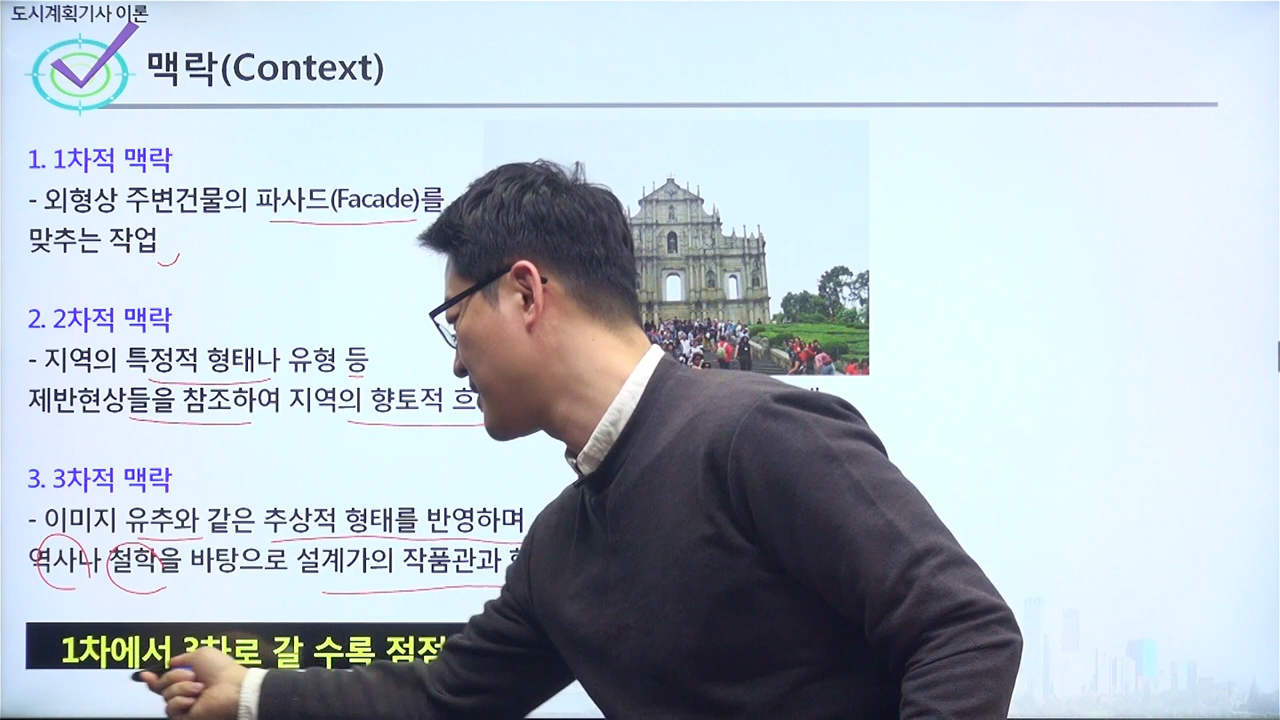 도시계획기사 이론
맥락(Context)
1. 1차적 맥락
- 외형상 주변건물의 파사드(Facade)를
맞추는 작업
2. 2차적 맥락
- 지역의 특정적 형태나 유형 등
제반현상들을 참조하여 지역의 향토적
3. 3차적 맥락
- 이미지 유추와 같은 추상적 형태를 반영하며
역사나 철학을 바탕으로 설계가의 작품관과
1차에서 3차로 갈 수록 점점